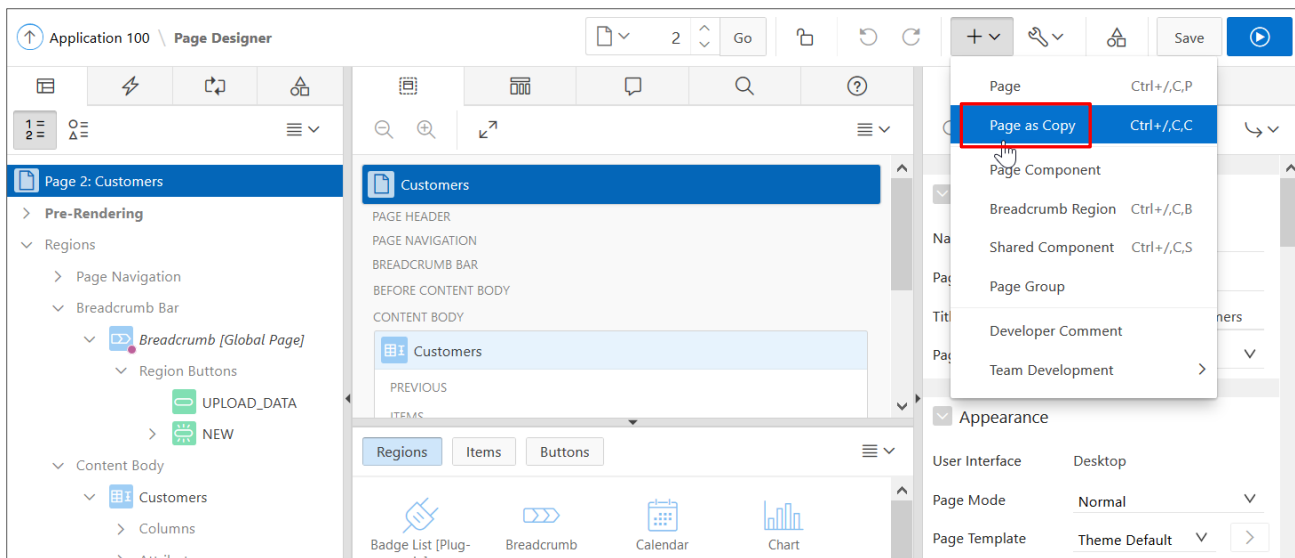 Application 100 \ Page Designer
2
Go
Save
Page 2: Customers
Pre-Rendering
Regions
Page Navigation
Breadcrumb Bar
Breadcrumb [Global Page]
Region Buttons
UPLOAD_DATA
NEW
Content Body
Customers
Columns
Customers
PAGE HEADER
PAGE NAVIGATION
BREADCRUMB BAR
BEFORE CONTENT BODY
CONTENT BODY
Customers
PREVIOUS
ITEMS
Regions Items Buttons
Badge List [Plug-
Breadcrumb
Calendar
Chart
Page Ctrl+/,C,P
Page as Copy Ctrl+/,C,C
Page Component
Breadcrumb Region Ctrl+/,C,B
Shared Component Ctrl+/,C,S
Page Group
Developer Comment
Team Development
Appearance
User Interface Desktop
Page Mode Normal
Page Template Theme Default